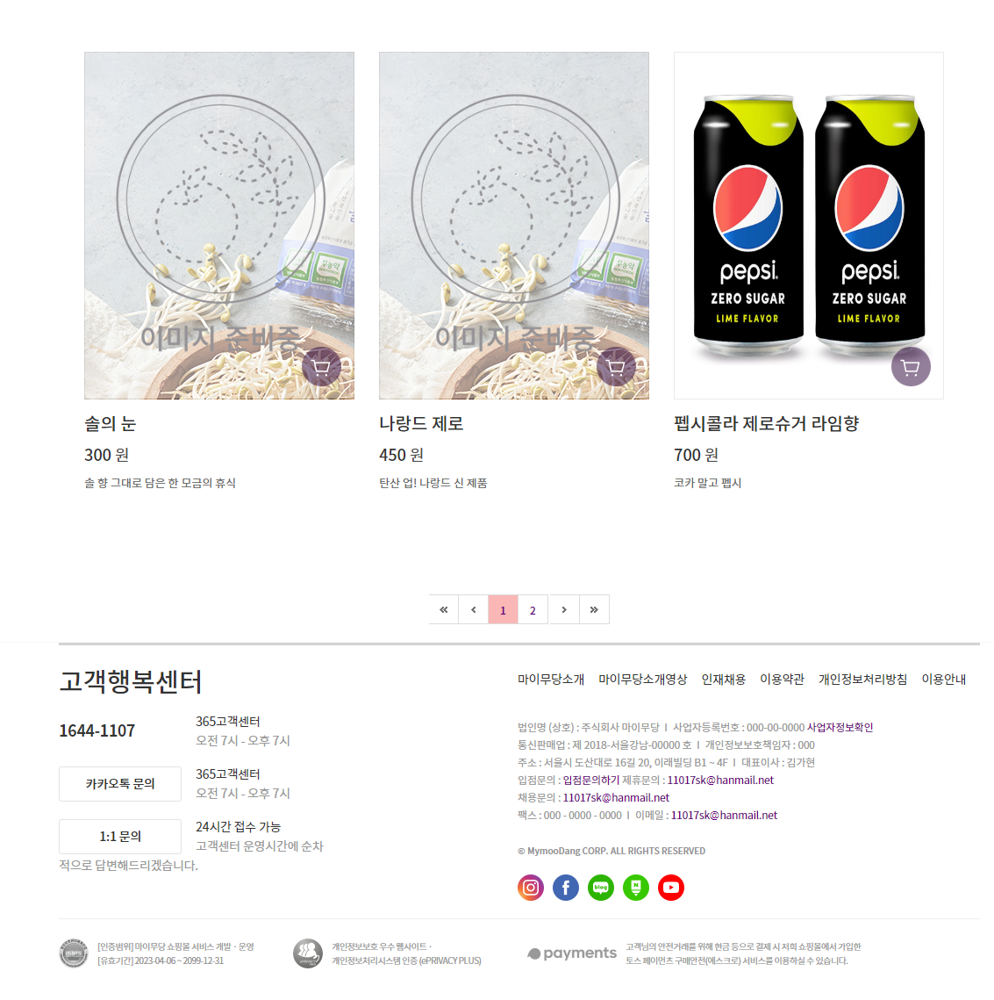 이미지 준비중
이미지 준비중
pepsi
ZERO SUGAR
LIME FLAVOR
pepsi
ZERO SUGAR
LIME FLAVOR
솔의 눈
300 원
솔 향 그대로 담은 한 모금의 휴식
나랑드 제로
450 원
탄산 업! 나랑드 신 제품
펩시콜라 제로슈거 라임향
700 원
코카 말고 펩시
« ‹ 1 2 › »
고객행복센터
1644-1107
365고객센터
오전 7시 - 오후 7시
카카오톡 문의
365고객센터
오전 7시 - 오후 7시
1:1 문의
24시간 접수 가능
고객센터 운영시간에 순차
적으로 답변해드리겠습니다.
마이무당소개 마이무당소개영상 인재채용 이용약관 개인정보처리방침 이용안내
법인명 (상호) : 주식회사 마이무당 I 사업자등록번호 : 000-00-0000 사업자정보확인
통신판매업 : 제 2018-서울강남-00000 호 I 개인정보보호책임자 : 000
주소 : 서울시 도산대로 16길 20, 이래빌딩 B1 ~ 4F I 대표이사 : 김가현
입점문의 : 입점문의하기 제휴문의 : 11017sk@hanmail.net
채용문의 : 11017sk@hanmail.net
팩스 : 000 - 0000 - 0000 I 이메일 : 11017sk@hanmail.net
© MymooDang CORP. ALL RIGHTS RESERVED
blog
N
ISMS
[인증범위] 마이무당 쇼핑몰 서비스 개발 · 운영
[유효기간] 2023-04-06 ~ 2099-12-31
개인정보보호 우수 웹사이트 ·
개인정보처리시스템 인증 (ePRIVACY PLUS)
payments
고객님의 안전거래를 위해 현금 등으로 결제 시 저희 쇼핑몰에서 가입한
토스 페이먼츠 구매안전(에스크로) 서비스를 이용하실 수 있습니다.